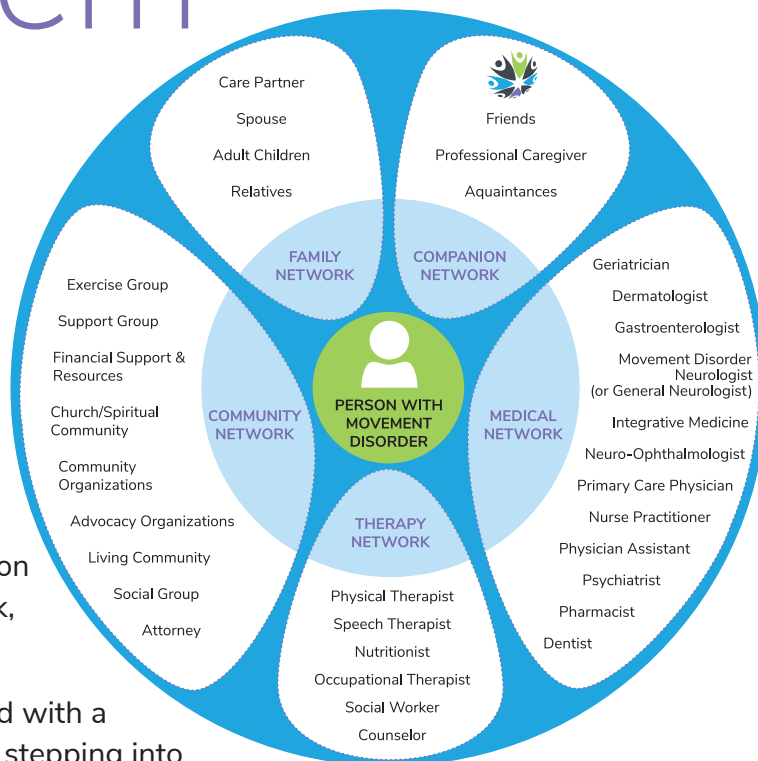 Care Partner
Spouse
Adult Children
Relatives
Friends
Professional Caregiver
Aquaintances
FAMILY
NETWORK
COMPANION
NETWORK
Exercise Group
Support Group
Financial Support &
Resources
Church/Spiritual
Community
Community
Organizations
Advocacy Organizations
Living Community
Social Group
Attorney
COMMUNITY
NETWORK
PERSON WITH
MOVEMENT
DISORDER
MEDICAL
NETWORK
Geriatrician
Dermatologist
Gastroenterologist
Movement Disorder
Neurologist
(or General Neurologist)
Integrative Medicine
Neuro-Ophthalmologist
Primary Care Physician
Nurse Practitioner
Physician Assistant
Psychiatrist
Pharmacist
Dentist
THERAPY
NETWORK
Physical Therapist
Speech Therapist
Nutritionist
Occupational Therapist
Social Worker
Counselor
with a
stepping into